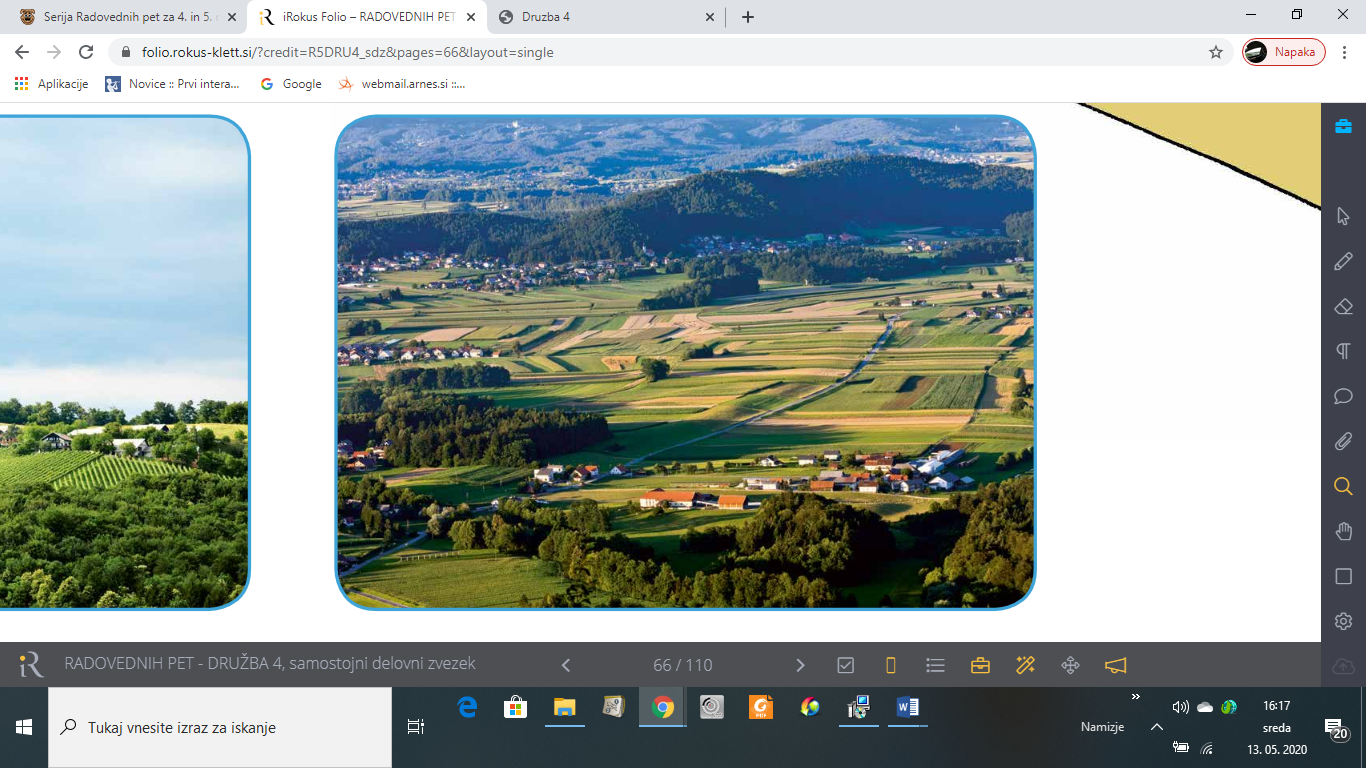 Serija Radovednih pet za 4. in 5. r
iRokus Folio – RADOVEDNIH PET
Druzba 4
folio.rokus-klett.si/?credit=R5DRU4_sdz&pages=66&layout=single
Napaka
Aplikacije
Novice :: Prvi intera...
Google
webmail.arnes.si ::...
iR
RADOVEDNIH PET - DRUŽBA 4, samostojni delovni zvezek
66 / 110
Tukaj vnesite izraz za iskanje
Namizje
16:17
sreda
13. 05. 2020
20